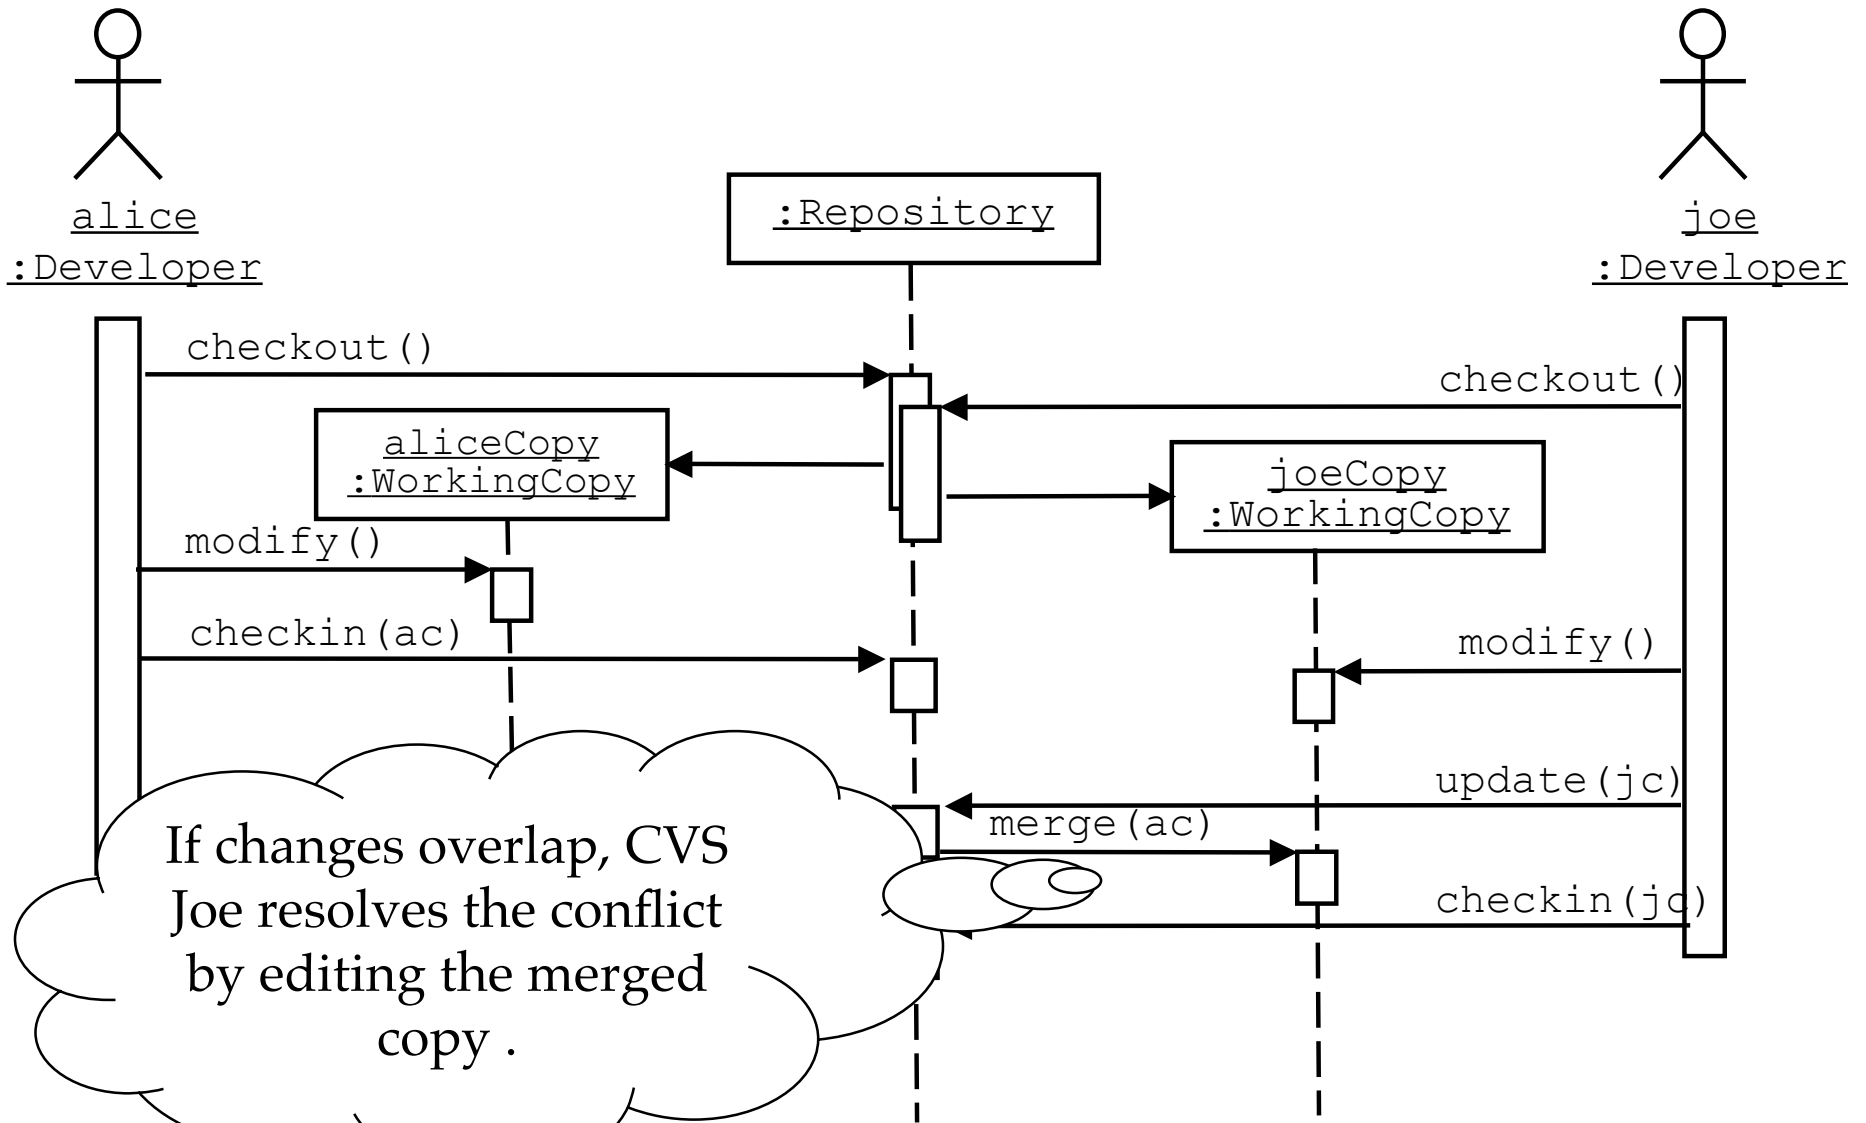 alice
:Developer
:Repository
joe
:Developer
checkout()
checkout()
aliceCopy
:WorkingCopy
joeCopy
:WorkingCopy
modify()
checkin(ac)
modify()
update(jc)
merge(ac)
If changes overlap, CVS
Joe resolves the conflict
by editing the merged
copy .
checkin(jc)